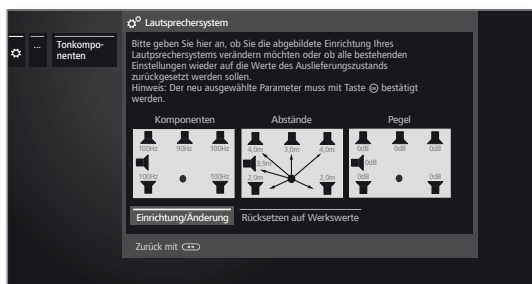 Lautsprechersystem
...
Tonkompo-
nenten
Bitte geben Sie hier an, ob Sie die abgebildete Einrichtung Ihres
Lautsprechersystems verändern möchten oder ob alle bestehenden
Einstellungen wieder auf die Werte des Auslieferungszustands
zurückgesetzt werden sollen.
Hinweis: Der neu ausgewählte Parameter muss mit Taste OK bestätigt
werden.
Komponenten Abstände Pegel
100Hz 90Hz 100Hz 4,0m 3,0m 4,0m 0dB 0dB 0dB
3,9m 0dB
100Hz 100Hz 2,0m 2,0m 0dB 0dB
Einrichtung/Änderung Rücksetzen auf Werkswerte
Zurück mit